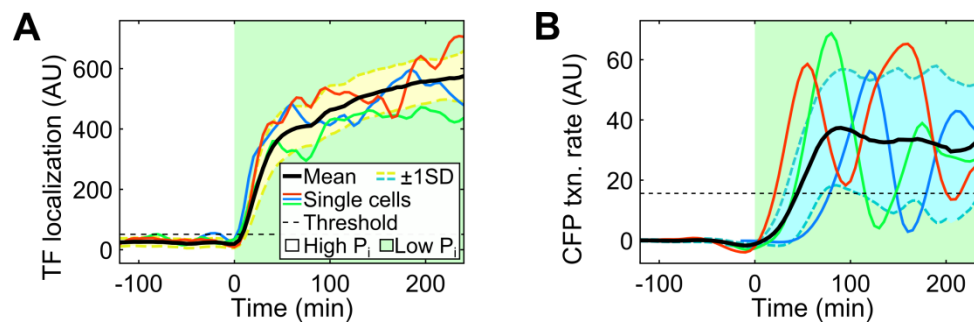 A
TF localization (AU)
600
400
200
0
-100
0
100
200
Time (min)
Mean
±1SD
Single cells
Threshold
High Pi
Low Pi
B
CFP txn. rate (AU)
60
40
20
0
-100
0
100
200
Time (min)